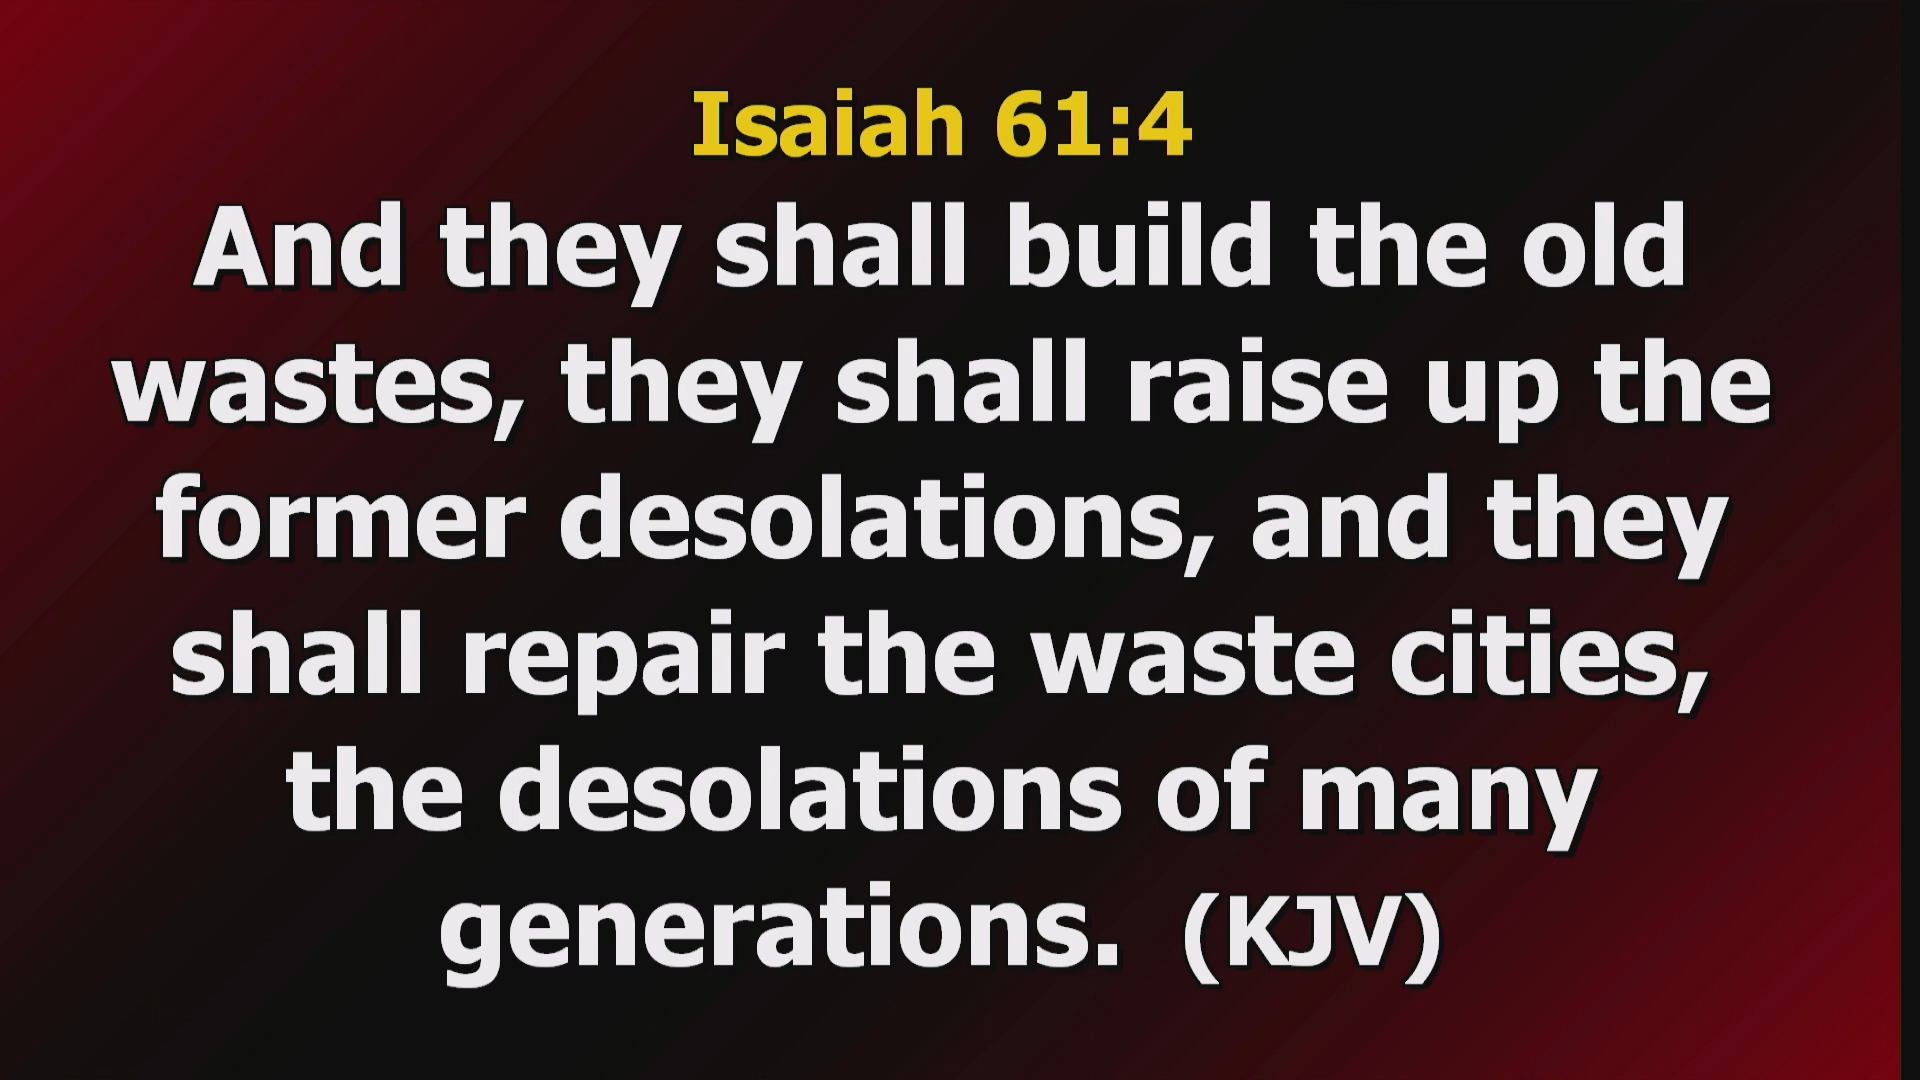 Isaiah 61:4
And they shall build the old
wastes, they shall raise up the
former desolations, and they
shall repair the waste cities,
the desolations of many
generations.  (KJV)